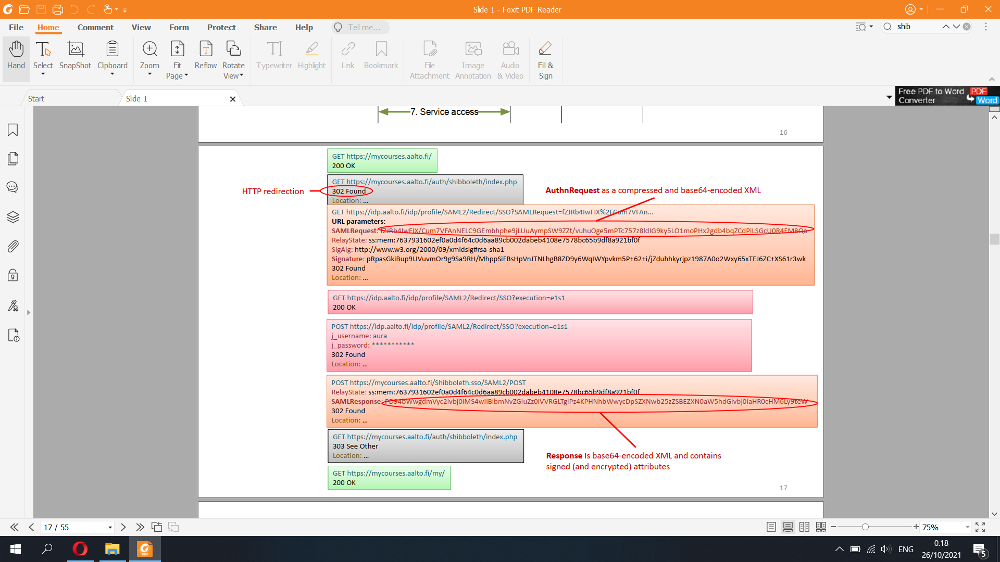 Slide 1 - Foxit PDF Reader
File Home Comment View Form Protect Share Help Tell me... shib
Hand Select SnapShot Clipboard Zoom Fit Page Reflow Rotate View Typewriter Highlight Link Bookmark File Attachment Image Annotation Audio & Video Fill & Sign
Start Slide 1
Free PDF to Word Converter PDF Word
7. Service access
16
GET https://mycourses.aalto.fi/
200 OK
GET https://mycourses.aalto.fi/auth/shibboleth/index.php
HTTP redirection
302 Found
Location: ...
AuthnRequest as a compressed and base64-encoded XML
GET https://idp.aalto.fi/idp/profile/SAML2/Redirect/SSO?SAMLRequest=fZJRb4IwFIX%2FCum7VFAn...
URL parameters:
SAMLRequest: fZJRb4IwFIX/Cum7VFAnNELC9GEmbhphe9jLUuAympSW9ZZt/vuhuOge5mPTc757z8ldIG9ky5LO1moPHx2gdb4bqZCdPiLSGcU0R4EM8Qa
RelayState: ss:mem:7637931602ef0a0d4f64c0d6aa89cb002dabeb4108e7578bc65b9df8a921bf0f
SigAlg: http://www.w3.org/2000/09/xmldsig#rsa-sha1
Signature: pRpasGkiBup9UVuvmOr9g9Sa9RH/MhppSiFBsHpVnJTNLhgB8ZD9y6WqIWYpvkm5P+62+i/jZduhhkyrjpz1987A0o2Wxy65xTEJ6ZC+XS61r3wk
302 Found
Location: ...
GET https://idp.aalto.fi/idp/profile/SAML2/Redirect/SSO?execution=e1s1
200 OK
POST https://idp.aalto.fi/idp/profile/SAML2/Redirect/SSO?execution=e1s1
j_username: aura
j_password: ***********
302 Found
Location: ...
POST https://mycourses.aalto.fi/Shibboleth.sso/SAML2/POST
RelayState: ss:mem:7637931602ef0a0d4f64c0d6aa89cb002dabeb4108e7578bc65b9df8a921bf0f
SAMLResponse: PD94bWwgdmVyc2lvbj0iMS4wIiBlbmNvZGluZz0iVVRGLTgiPz4KPHNhbWwycDpSZXNwb25zZSBEZXN0aW5hdGlvbj0iaHR0cHM6Ly9teW
302 Found
Location: ...
GET https://mycourses.aalto.fi/auth/shibboleth/index.php
303 See Other
Location: ...
Response Is base64-encoded XML and contains
signed (and encrypted) attributes
GET https://mycourses.aalto.fi/my/
200 OK
17
17 / 55
75%
PDF
ENG
0.18
26/10/2021
5